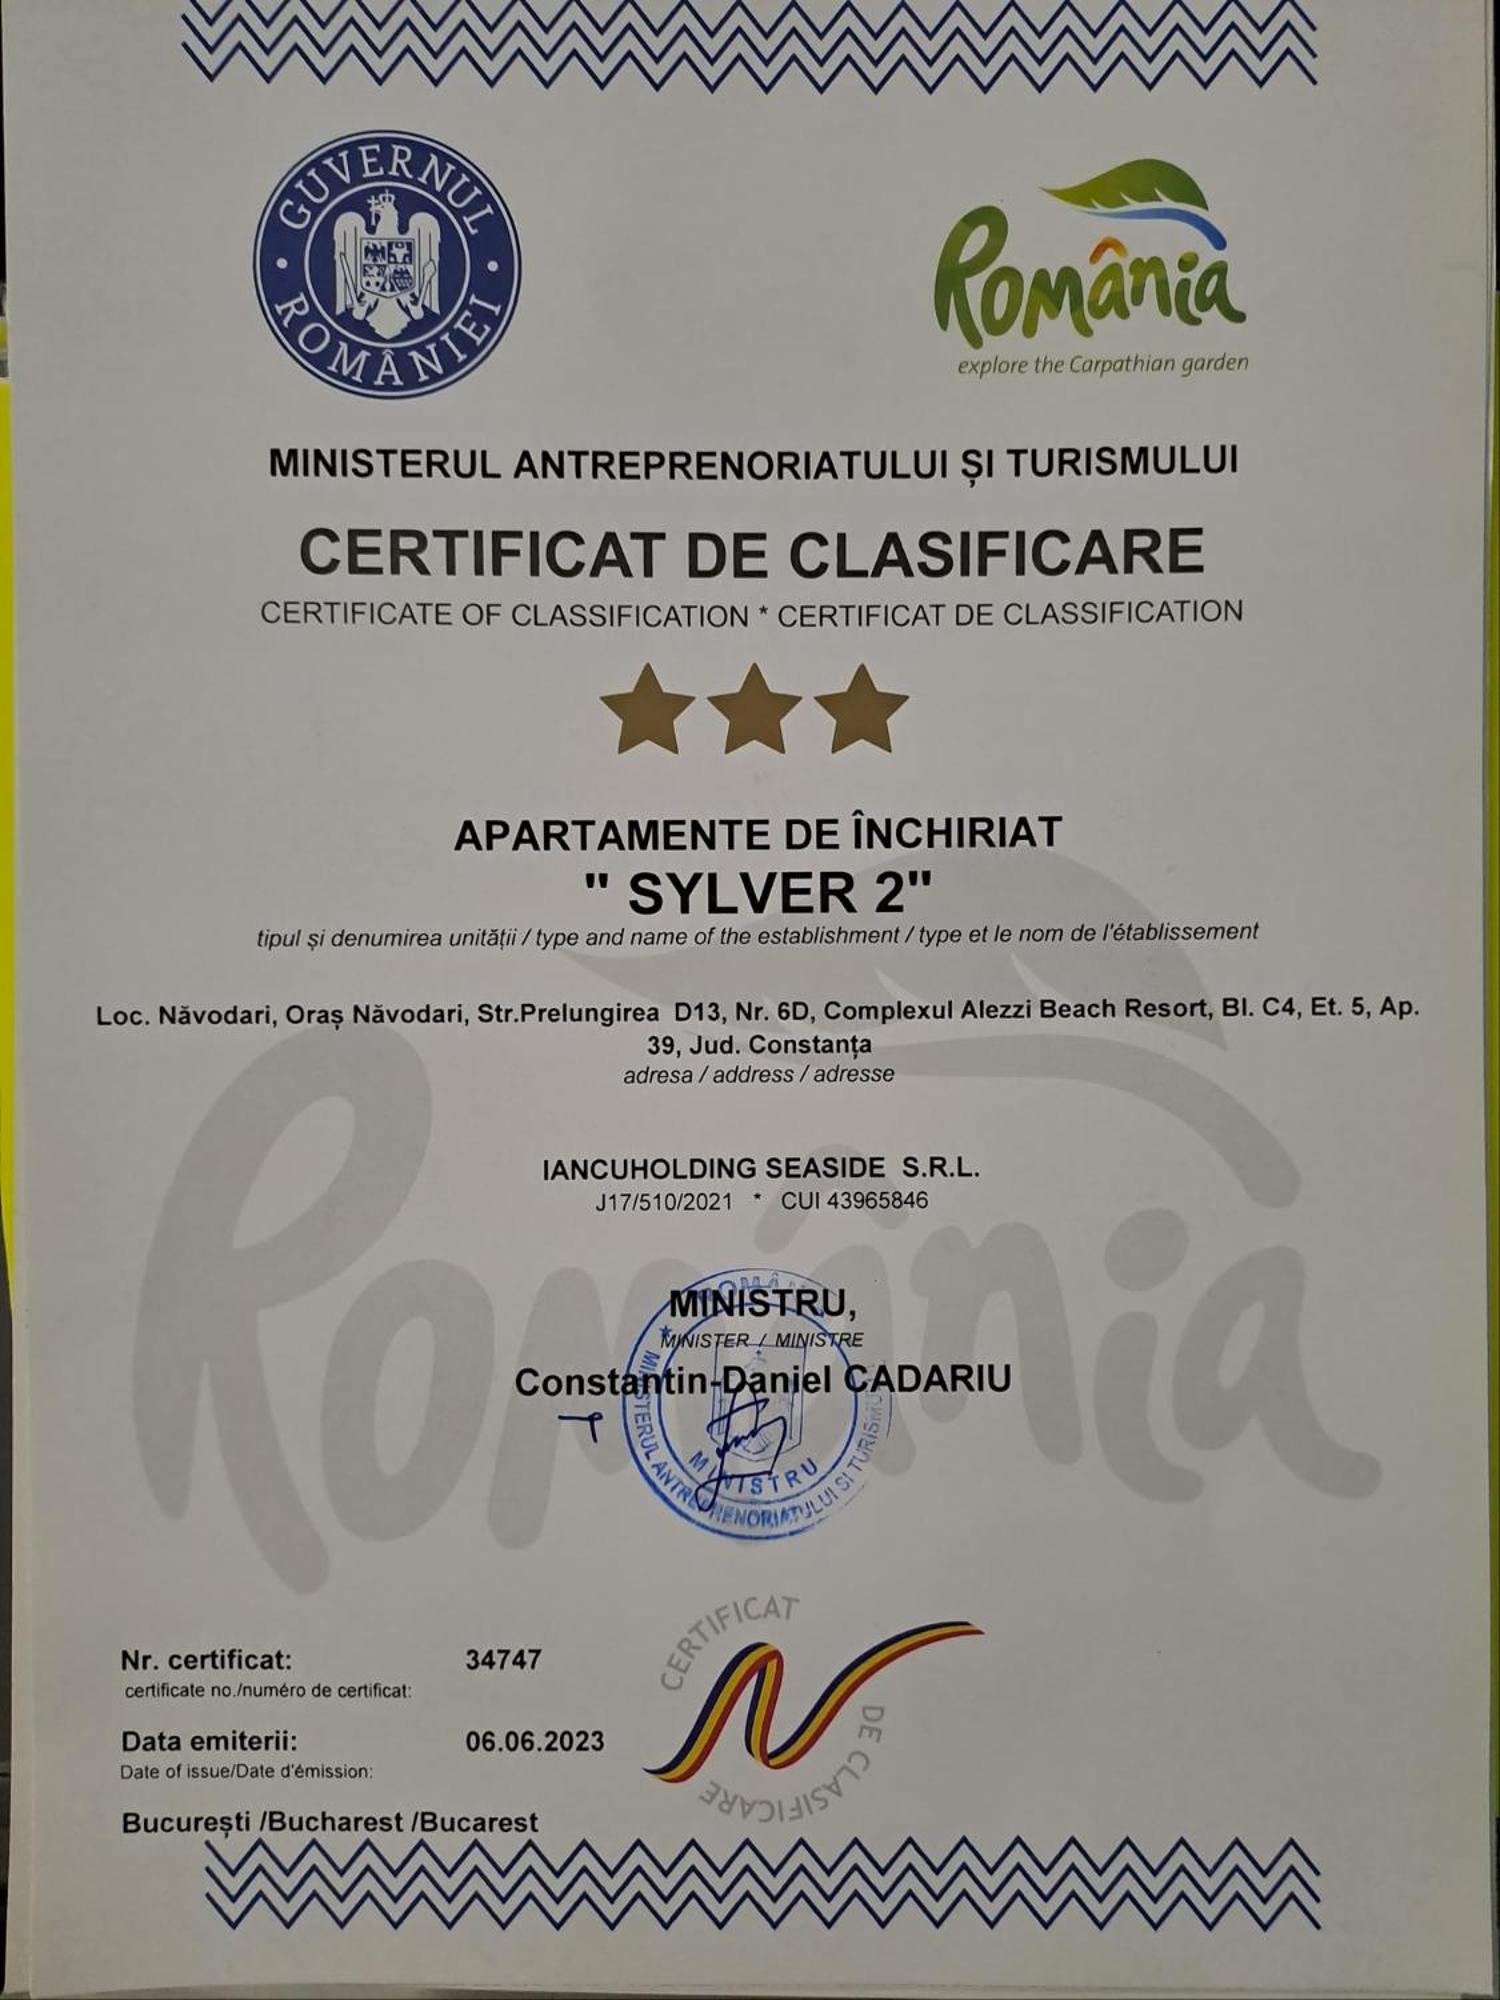 GUVERNUL ROMÂNIEI
România
explore the Carpathian garden
MINISTERUL ANTREPRENORIATULUI ȘI TURISMULUI
CERTIFICAT DE CLASIFICARE
CERTIFICATE OF CLASSIFICATION * CERTIFICAT DE CLASSIFICATION
APARTAMENTE DE ÎNCHIRIAT
" SYLVER 2"
tipul și denumirea unității / type and name of the establishment / type et le nom de l'établissement
Loc. Năvodari, Oraș Năvodari, Str.Prelungirea D13, Nr. 6D, Complexul Alezzi Beach Resort, Bl. C4, Et. 5, Ap.
39, Jud. Constanța
adresa / address / adresse
IANCUHOLDING SEASIDE S.R.L.
J17/510/2021 * CUI 43965846
MINISTRU,
MINISTER / MINISTRE
Constantin-Daniel CADARIU
MINISTERUL ANTREPRENORIATULUI SI TURISMU
MINISTRU
România
Nr. certificat: 34747
certificate no./numéro de certificat:
Data emiterii: 06.06.2023
Date of issue/Date d'émission:
București /Bucharest /Bucarest
CERTIFICAT DE CLASIFICARE